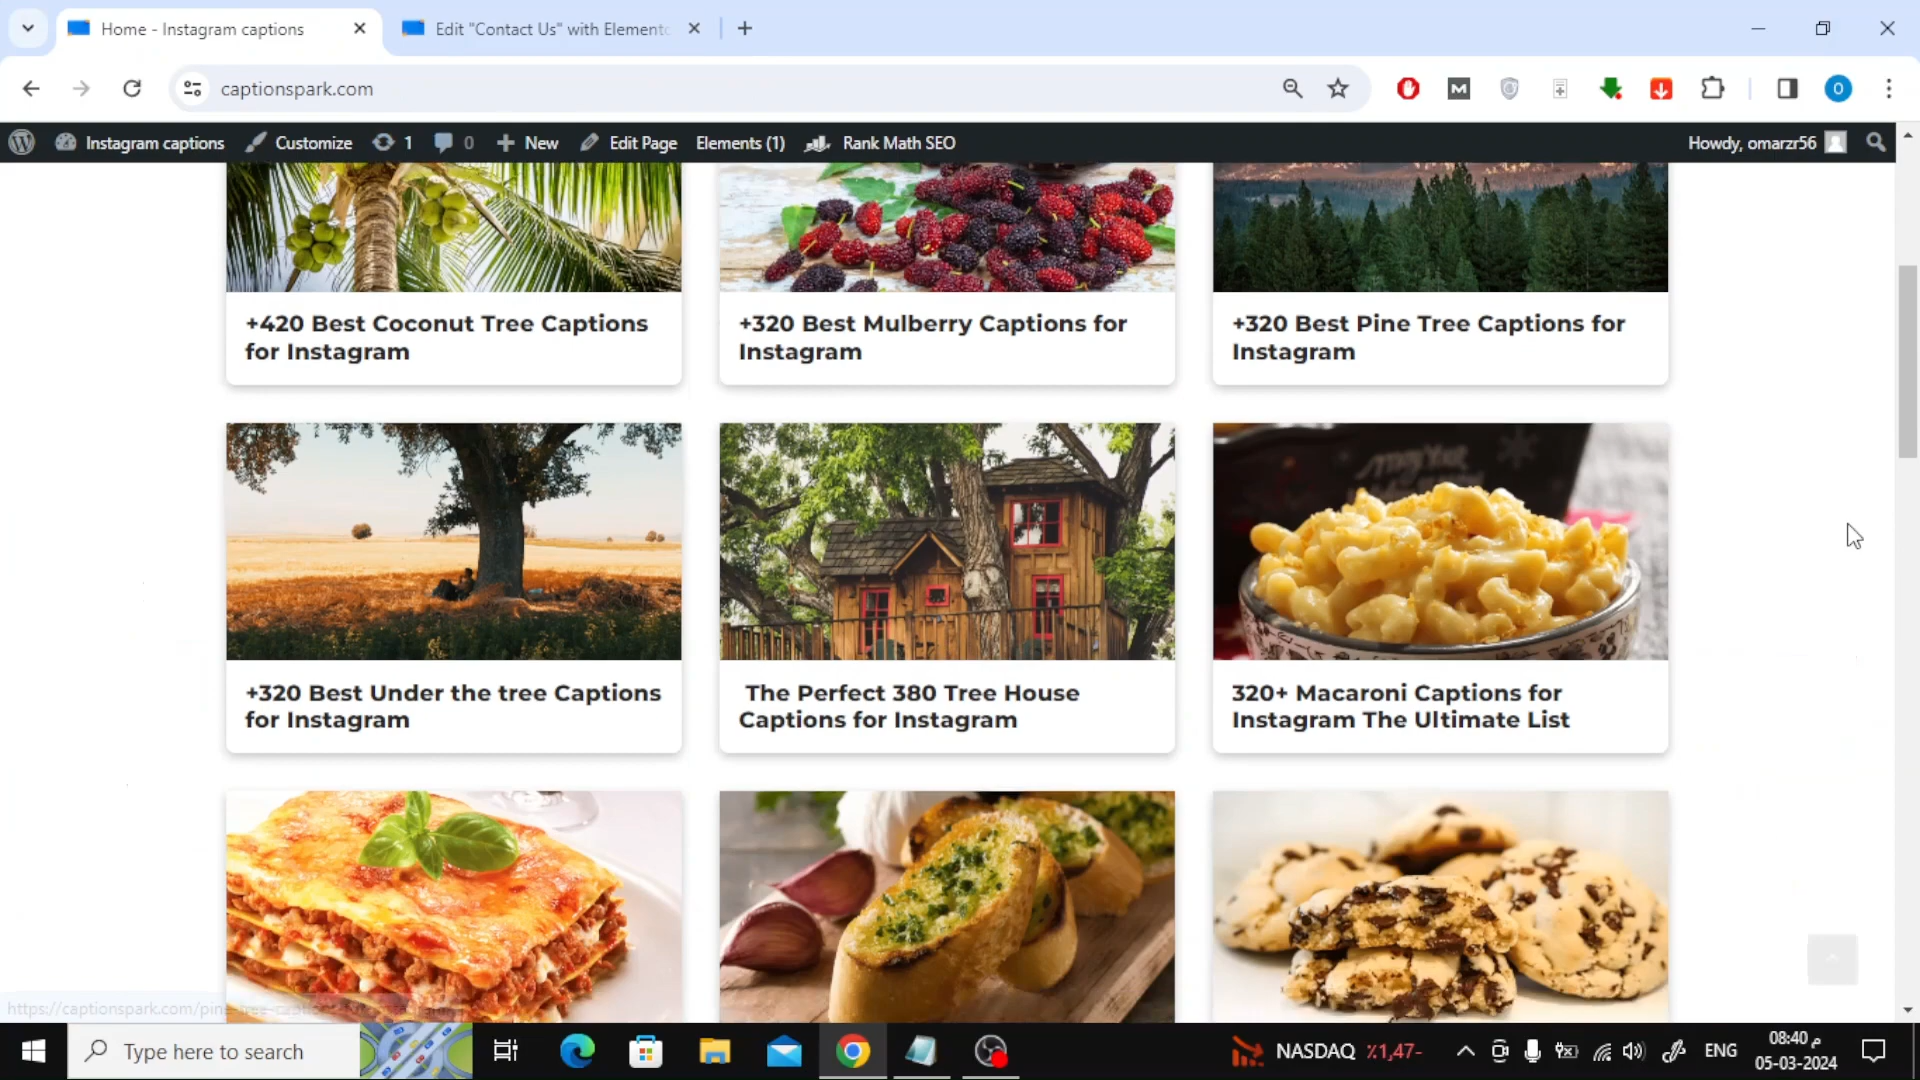 Home - Instagram captions
Edit "Contact Us" with Elemento
captionspark.com
Instagram captions
Customize
1
0
New
Edit Page
Elements (1)
Rank Math SEO
Howdy, omarzr56
+420 Best Coconut Tree Captions
for Instagram
+320 Best Mulberry Captions for
Instagram
+320 Best Pine Tree Captions for
Instagram
+320 Best Under the tree Captions
for Instagram
The Perfect 380 Tree House
Captions for Instagram
320+ Macaroni Captions for
Instagram The Ultimate List
Type here to search
NASDAQ
٪1,47-
ENG
08:40 م
05-03-2024